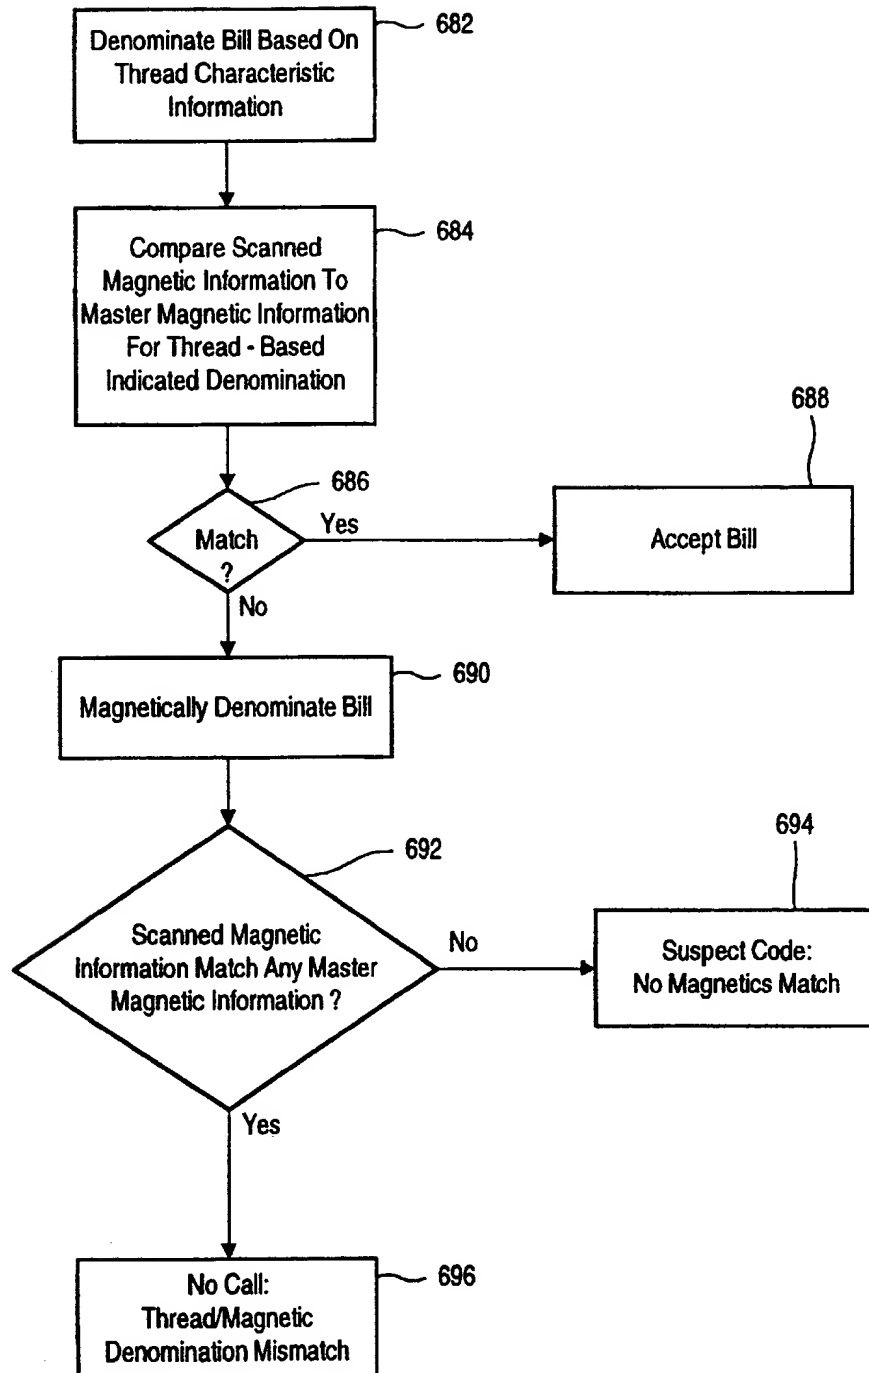 Denominate Bill Based On
Thread Characteristic
Information
682
Compare Scanned
Magnetic Information To
Master Magnetic Information
For Thread - Based
Indicated Denomination
684
Match
?
686
Yes
Accept Bill
688
No
Magnetically Denominate Bill
690
Scanned Magnetic
Information Match Any Master
Magnetic Information ?
692
No
Suspect Code:
No Magnetics Match
694
Yes
No Call:
Thread/Magnetic
Denomination Mismatch
696